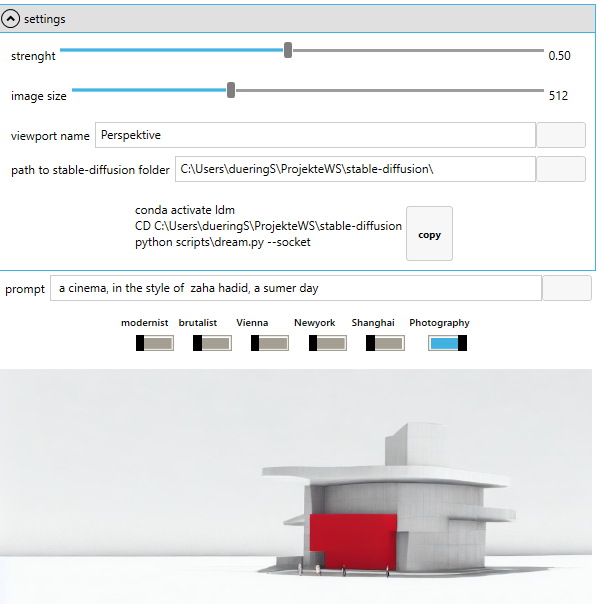 settings
strenght 0.50
image size 512
viewport name Perspektive
path to stable-diffusion folder C:\Users\dueringS\ProjekteWS\stable-diffusion\
conda activate ldm
CD C:\Users\dueringS\ProjekteWS\stable-diffusion
python scripts\dream.py --socket
copy
prompt a cinema, in the style of  zaha hadid, a sumer day
modernist brutalist Vienna Newyork Shanghai Photography